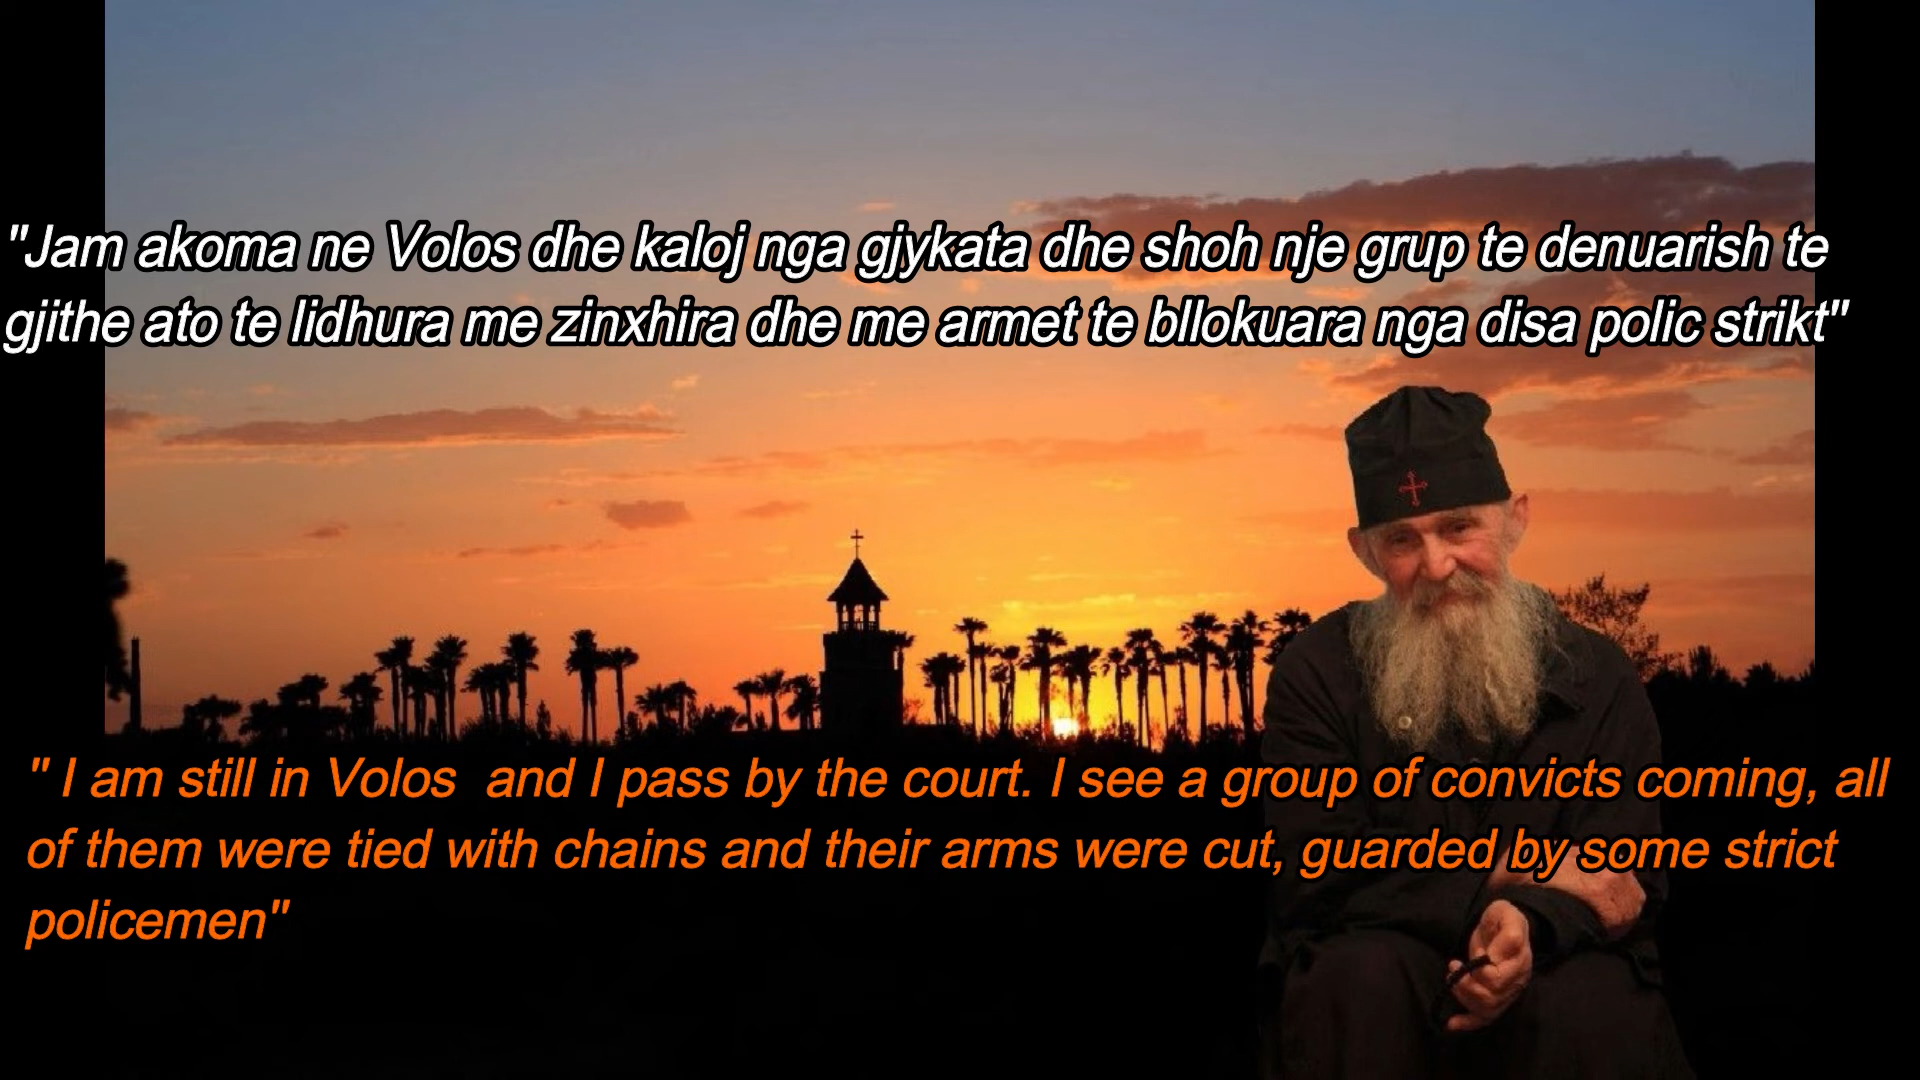 "Jam akoma ne Volos dhe kaloj nga gjykata dhe shoh nje grup te denuarish te
gjithe ato te lidhura me zinxhira dhe me armet te bllokuara nga disa polic strikt"
" I am still in Volos  and I pass by the court. I see a group of convicts coming, all
of them were tied with chains and their arms were cut, guarded by some strict
policemen"